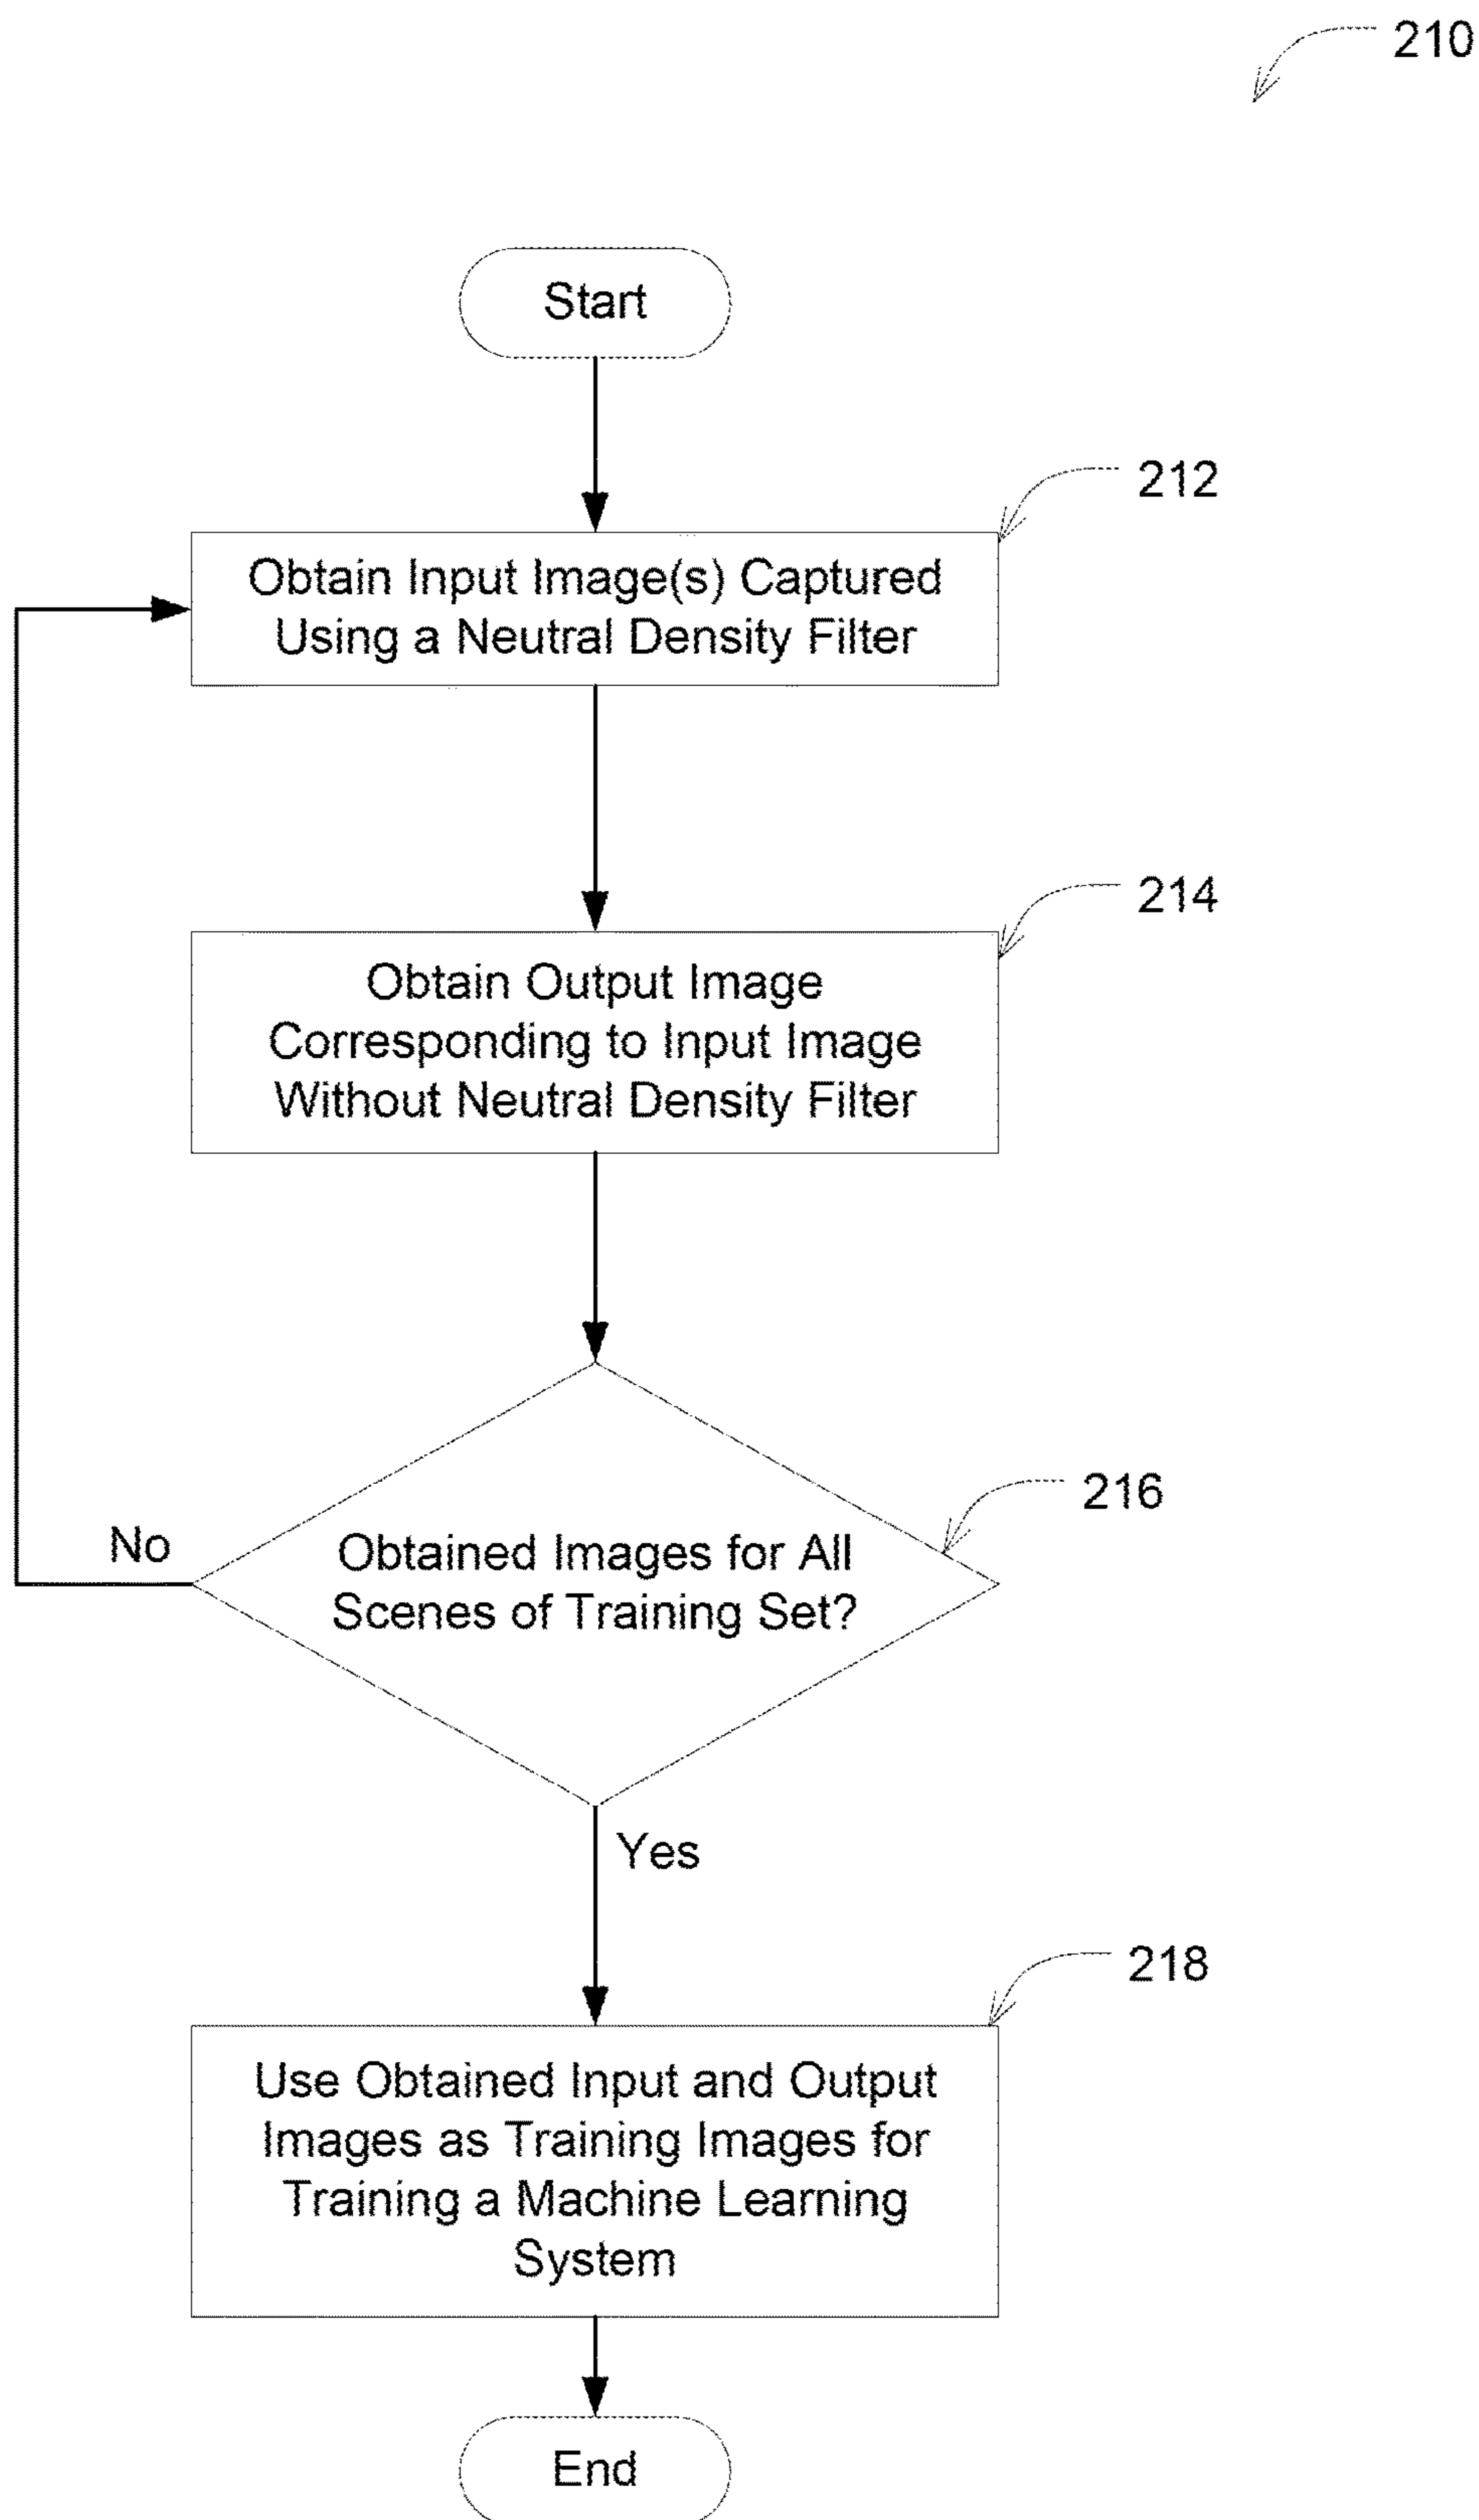 210
Start
212
Obtain Input Image(s) Captured
Using a Neutral Density Filter
214
Obtain Output Image
Corresponding to Input Image
Without Neutral Density Filter
216
No
Obtained Images for All
Scenes of Training Set?
Yes
218
Use Obtained Input and Output
Images as Training Images for
Training a Machine Learning
System
End